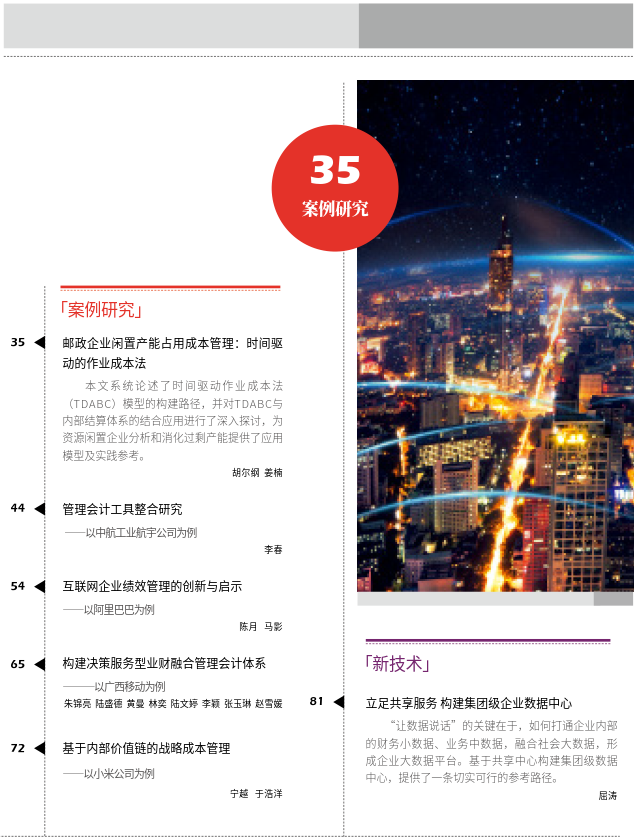 35
案例研究
「案例研究」
35
邮政企业闲置产能占用成本管理：时间驱
动的作业成本法
本文系统论述了时间驱动作业成本法
（TDABC）模型的构建路径，并对TDABC与
内部结算体系的结合应用进行了深入探讨，为
资源闲置企业分析和消化过剩产能提供了应用
模型及实践参考。
胡尔纲 姜楠
44
管理会计工具整合研究
——以中航工业航宇公司为例
李春
54
互联网企业绩效管理的创新与启示
——以阿里巴巴为例
陈月 马影
65
构建决策服务型业财融合管理会计体系
———以广西移动为例
朱锦亮 陆盛德 黄曼 林奕 陆文婷 李颖 张玉琳 赵雪媛
72
基于内部价值链的战略成本管理
——以小米公司为例
宁越 于浩洋
「新技术」
81
立足共享服务 构建集团级企业数据中心
“让数据说话”的关键在于，如何打通企业内部
的财务小数据、业务中数据，融合社会大数据，形
成企业大数据平台。基于共享中心构建集团级数据
中心，提供了一条切实可行的参考路径。
屈涛